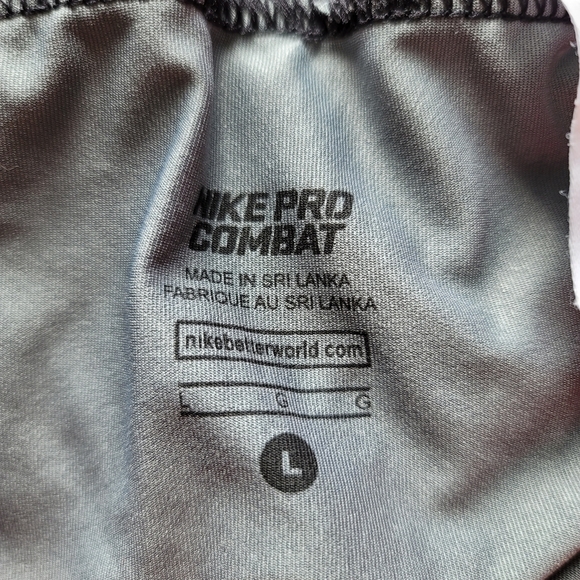 NIKE PRO
COMBAT
MADE IN SRI LANKA
FABRIQUE AU SRI LANKA
nikebetterworld.com
L G G
L